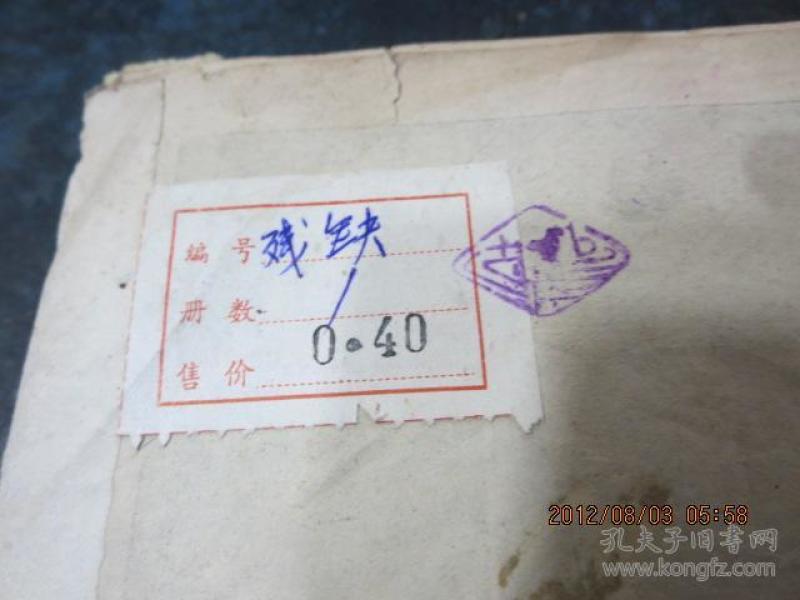 编号 残缺
册数 1
售价 0.40
2012/08/03 05:58
孔夫子旧书网
www.kongfz.com